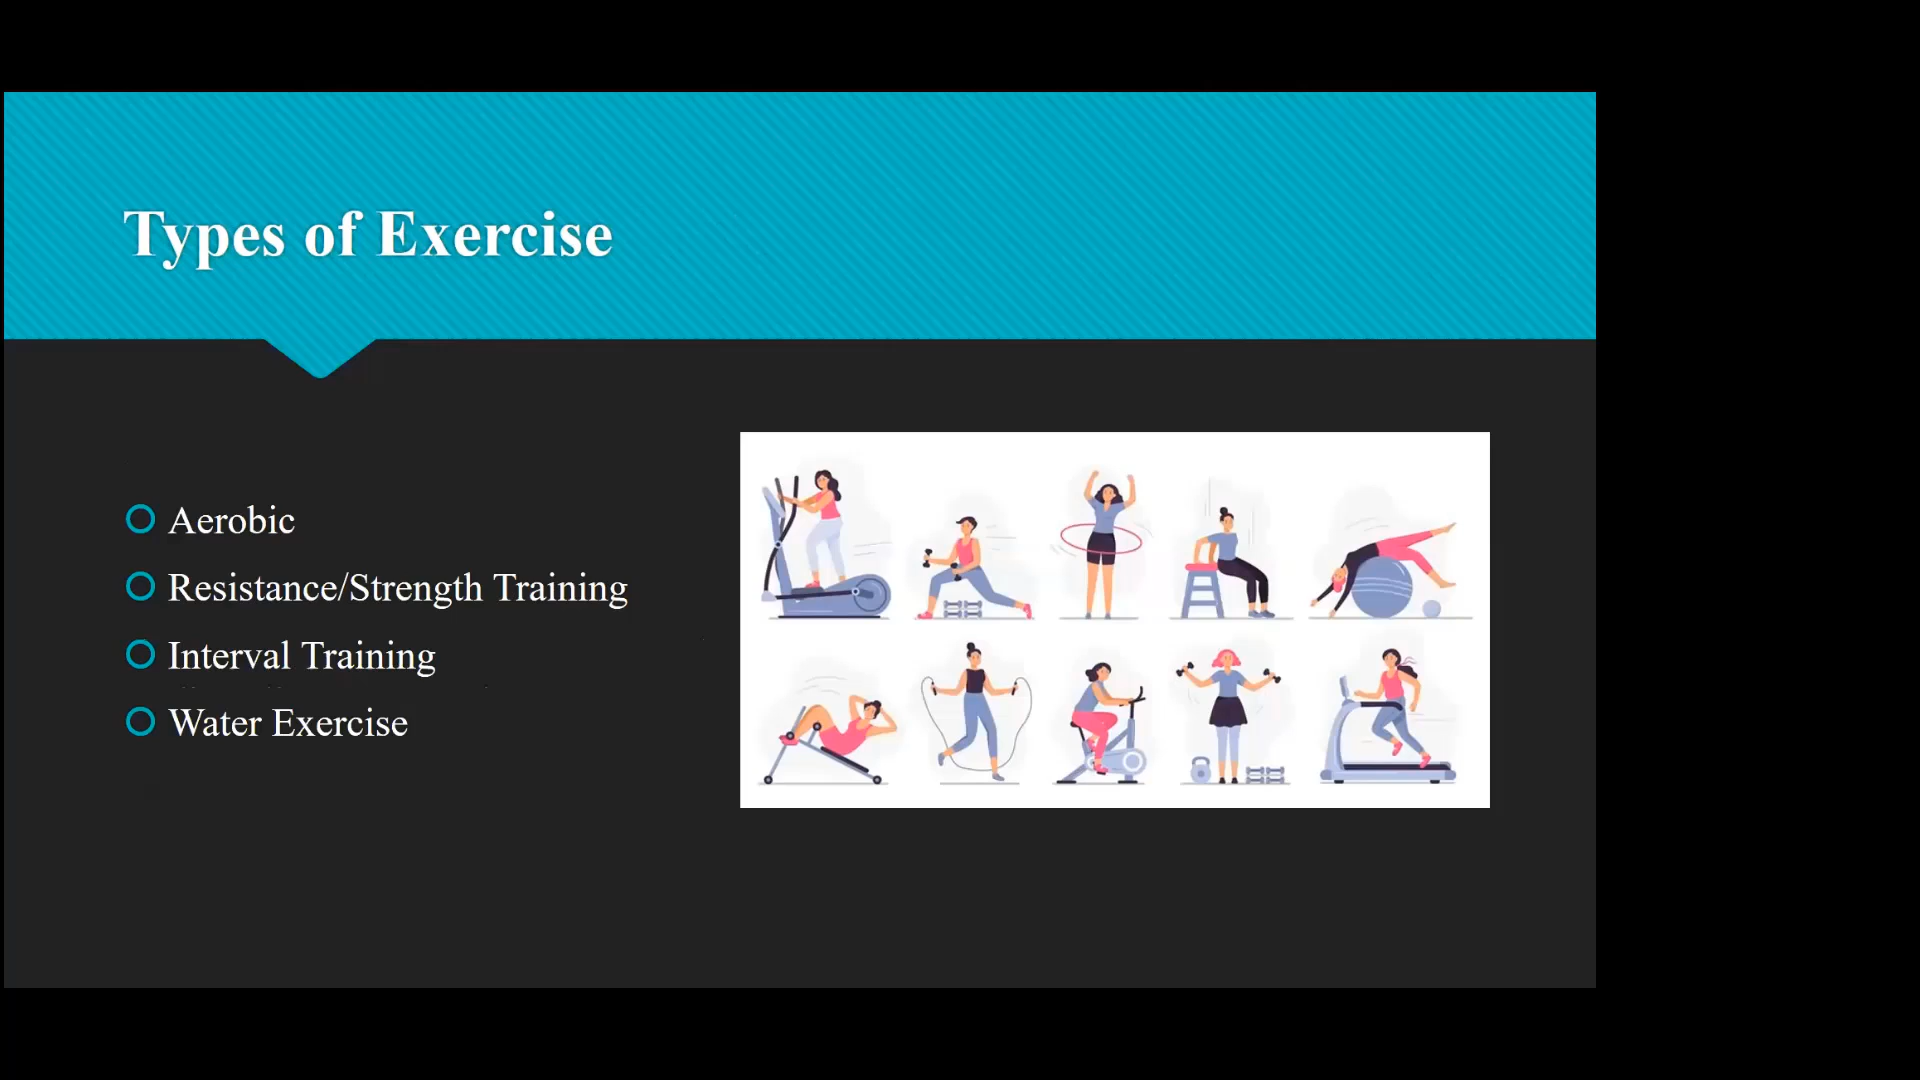 Types of Exercise
Aerobic
Resistance/Strength Training
Interval Training
Water Exercise